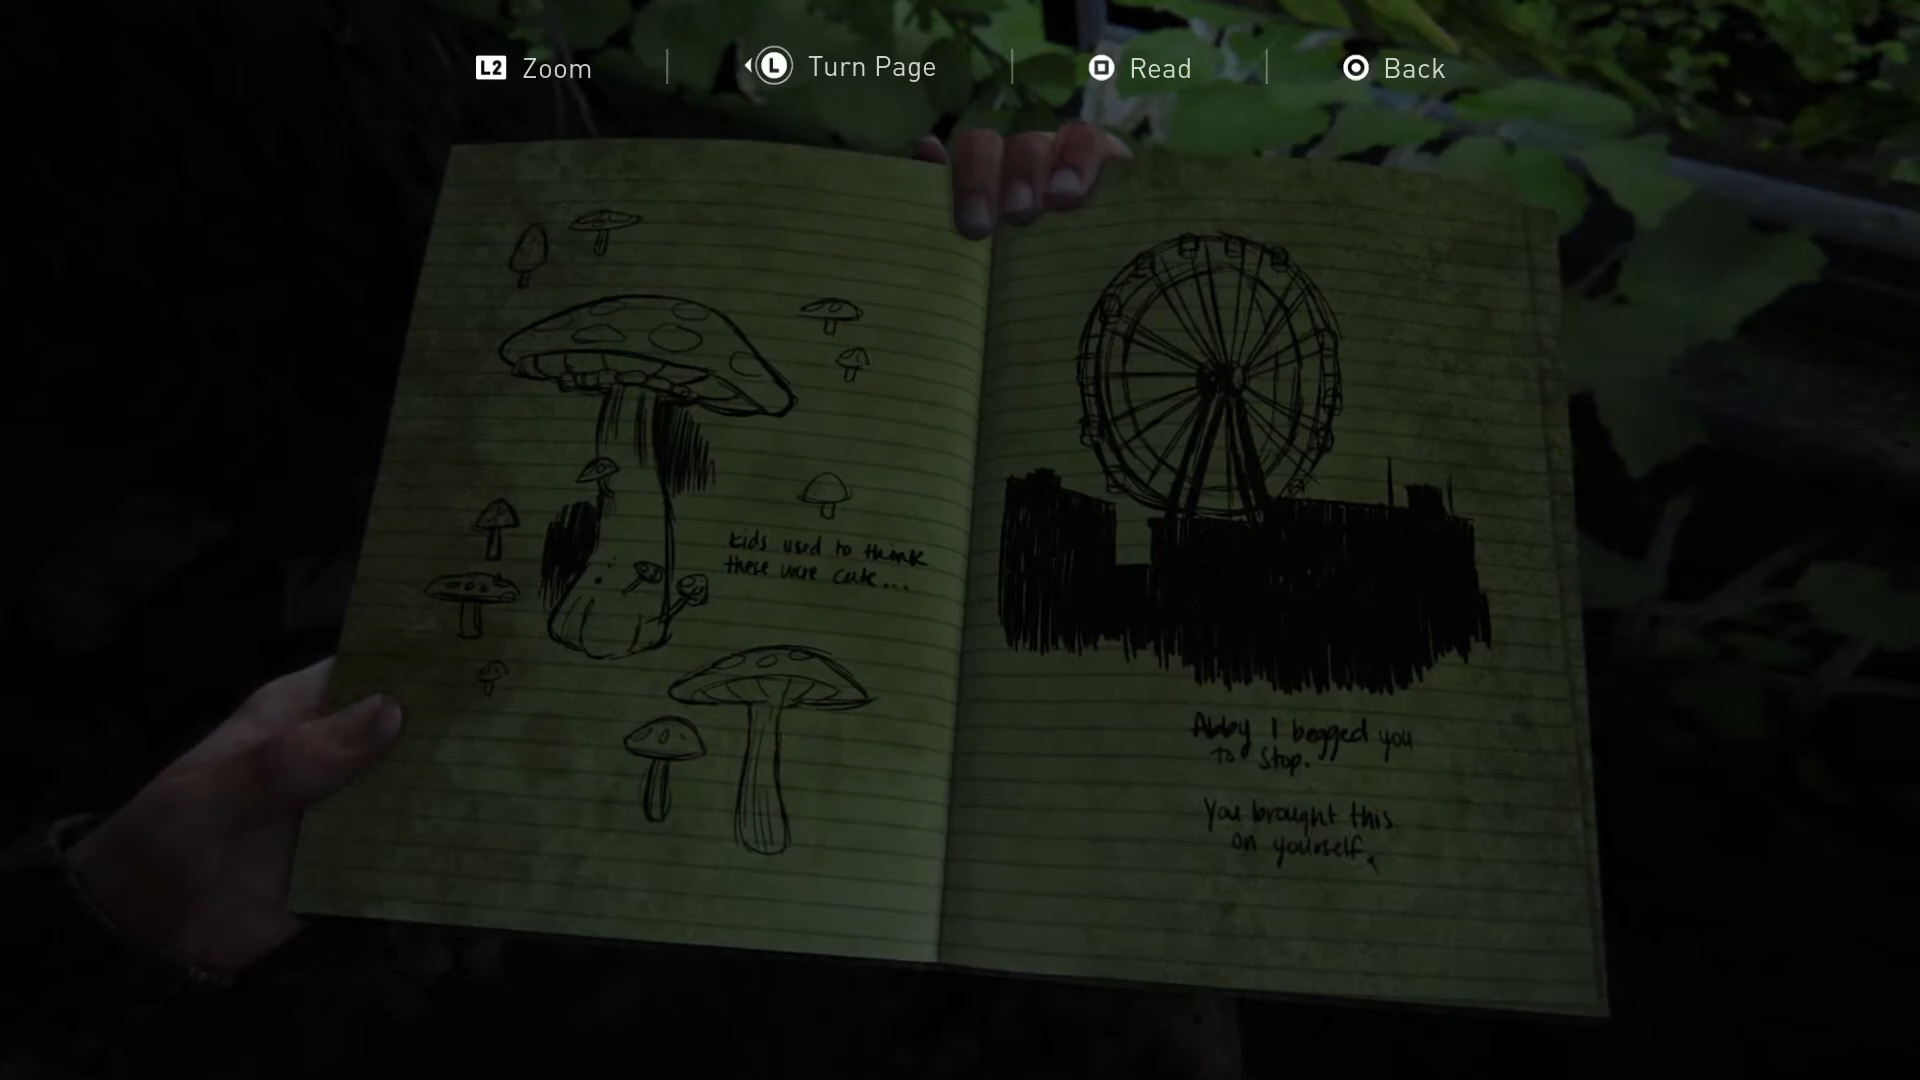 L2 Zoom
L Turn Page
Read
Back
Kids used to think
these were cute...
Abby I begged you
to stop.
You brought this
on yourself.